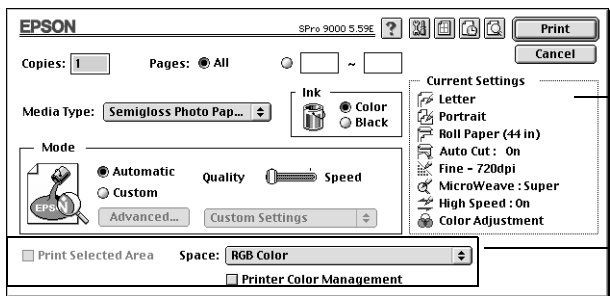 EPSON
SPro 9000 5.59E
?
Print
Cancel
Copies: 1
Pages: All
~
Media Type: Semigloss Photo Pap...
Ink
Color
Black
Mode
EPS
Automatic
Custom
Quality
Speed
Advanced...
Custom Settings
Current Settings
Letter
Portrait
Roll Paper (44 in)
Auto Cut: On
Fine - 720dpi
MicroWeave : Super
High Speed : On
Color Adjustment
Print Selected Area
Space: RGB Color
Printer Color Management